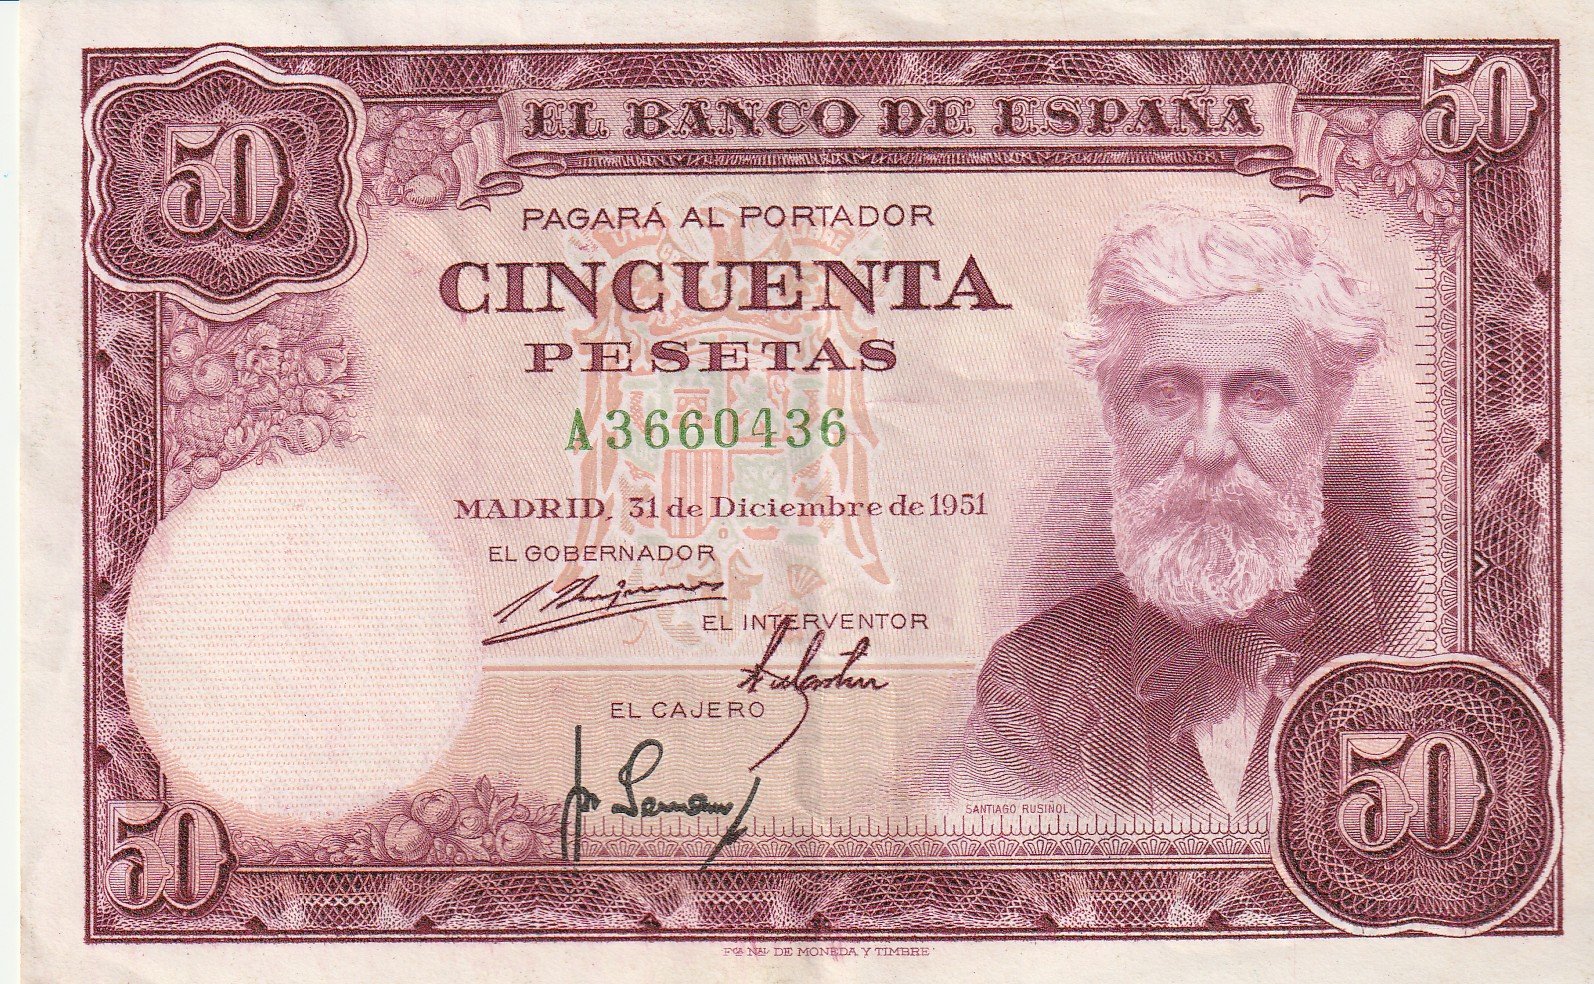 50
50
EL BANCO DE ESPAÑA
PAGARÁ AL PORTADOR
CINCUENTA
PESETAS
A3660436
MADRID, 31 de Diciembre de 1951
EL GOBERNADOR
EL INTERVENTOR
EL CAJERO
SANTIAGO RUSIÑOL
50
50
Fca NAL DE MONEDA Y TIMBRE